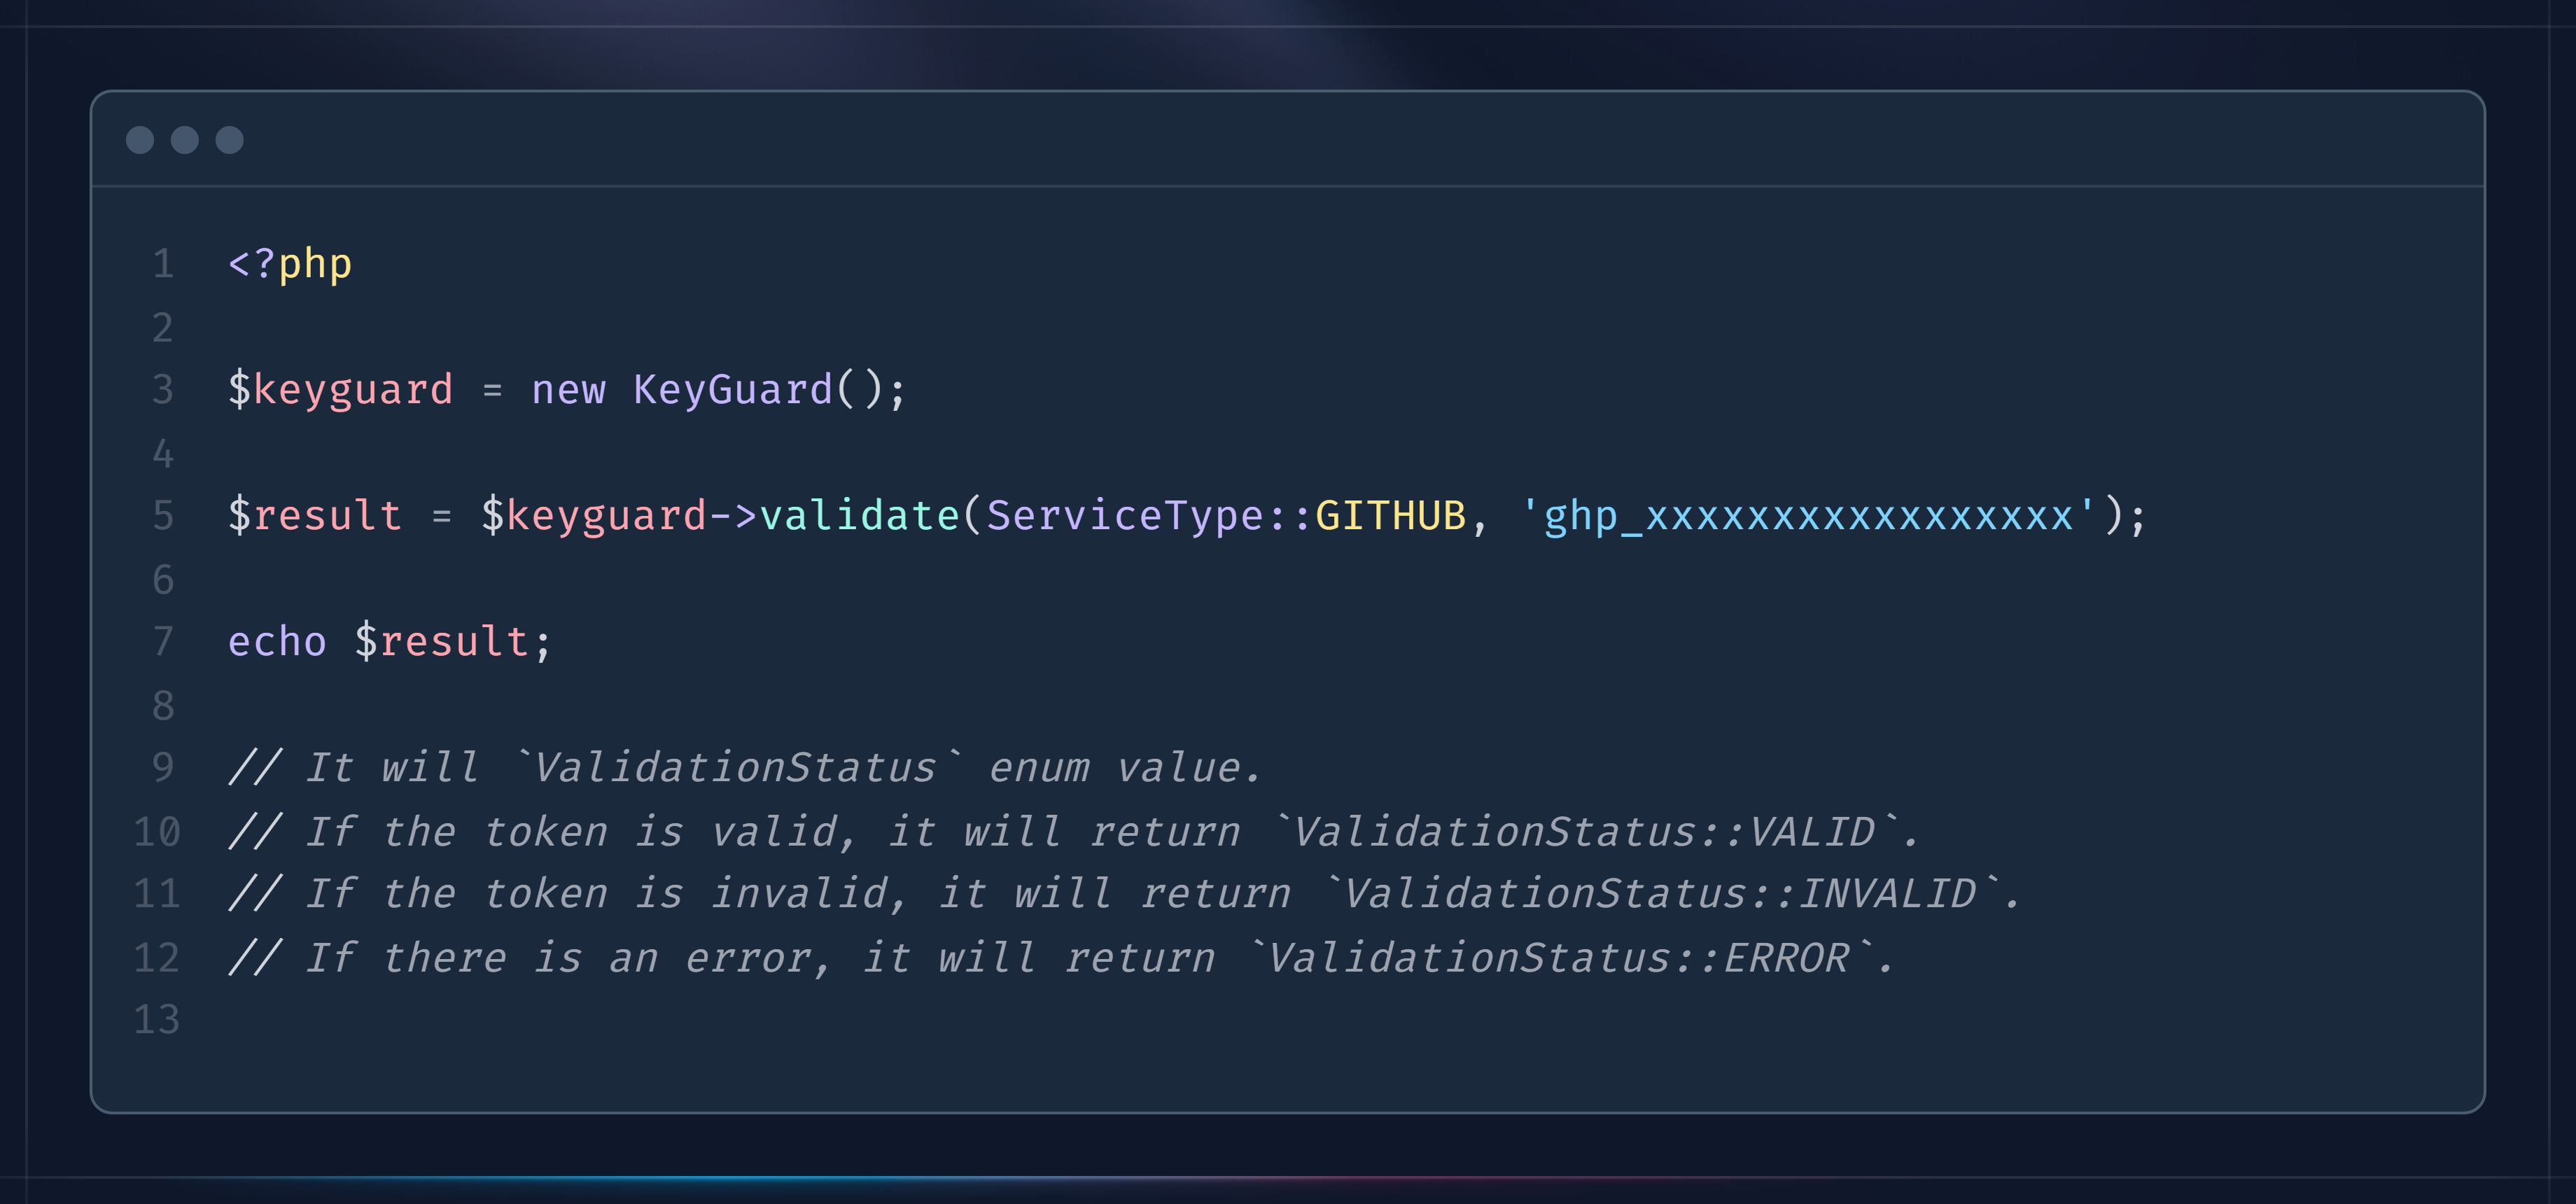 1 <?php
2
3 $keyguard = new KeyGuard();
4
5 $result = $keyguard->validate(ServiceType::GITHUB, 'ghp_xxxxxxxxxxxxxxxxx');
6
7 echo $result;
8
9 // It will `ValidationStatus` enum value.
10 // If the token is valid, it will return `ValidationStatus::VALID`.
11 // If the token is invalid, it will return `ValidationStatus::INVALID`.
12 // If there is an error, it will return `ValidationStatus::ERROR`.
13